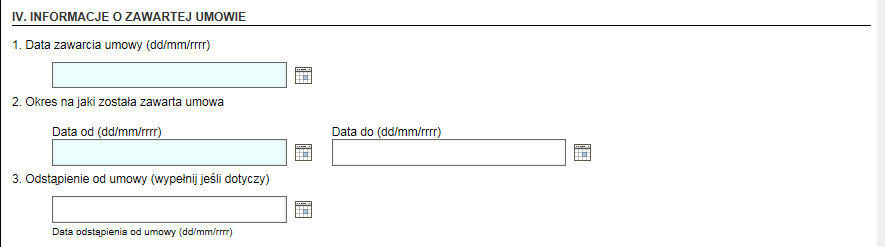 IV. INFORMACJE O ZAWARTEJ UMOWIE
1. Data zawarcia umowy (dd/mm/rrrr)
2. Okres na jaki została zawarta umowa
Data od (dd/mm/rrrr) Data do (dd/mm/rrrr)
3. Odstąpienie od umowy (wypełnij jeśli dotyczy)
Data odstąpienia od umowy (dd/mm/rrrr)